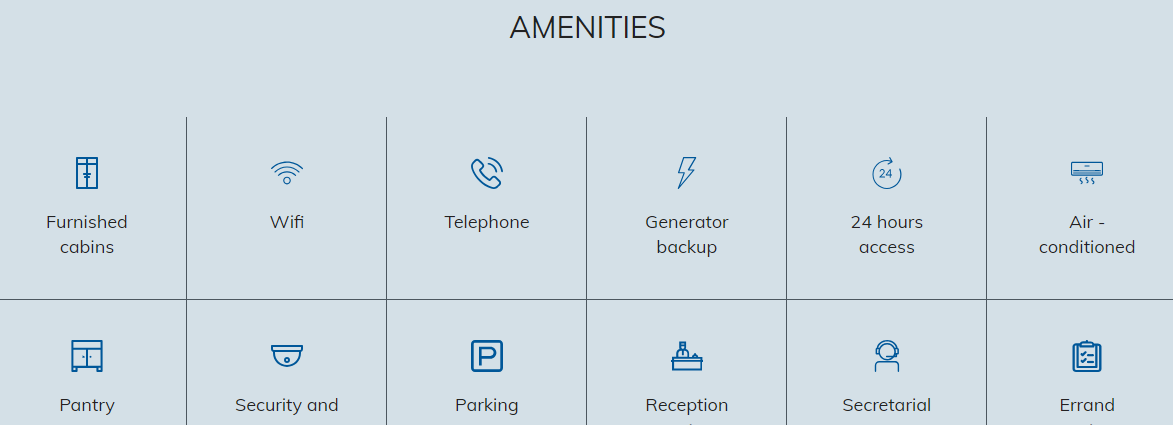 AMENITIES
24
Furnished
cabins
Wifi
Telephone
Generator
backup
24 hours
access
Air -
conditioned
P
Pantry
Security and
Parking
Reception
Secretarial
Errand